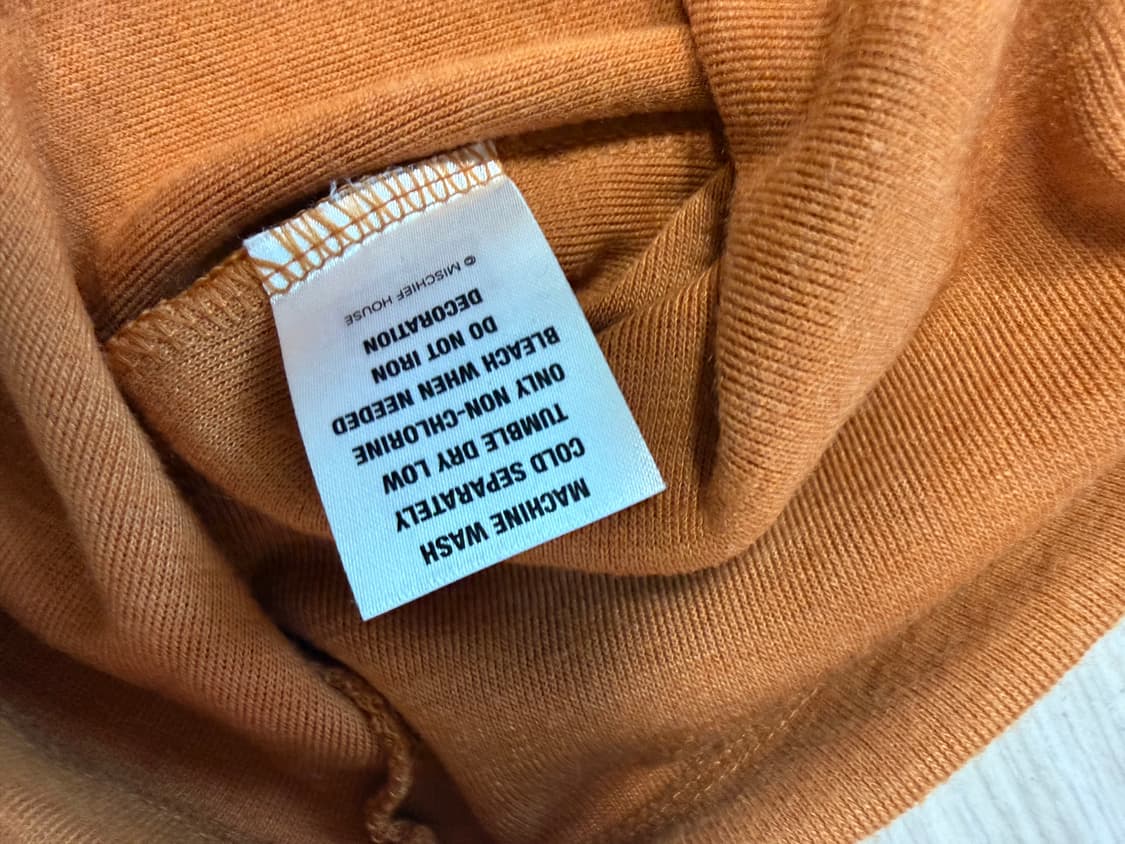 MACHINE WASH
COLD SEPARATELY
TUMBLE DRY LOW
ONLY NON-CHLORINE
BLEACH WHEN NEEDED
DO NOT IRON
DECORATION
© MISCHIEF HOUSE